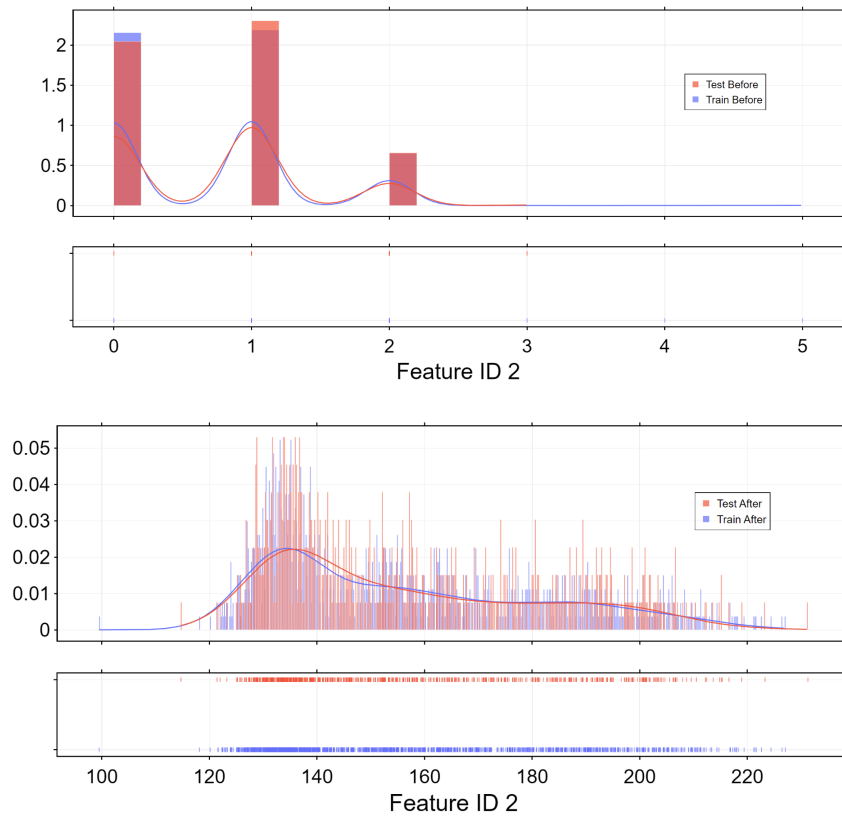 2
1.5
1
0.5
0
Test Before
Train Before
0 1 2 3 4 5
Feature ID 2
0.05
0.04
0.03
0.02
0.01
0
Test After
Train After
100 120 140 160 180 200 220
Feature ID 2